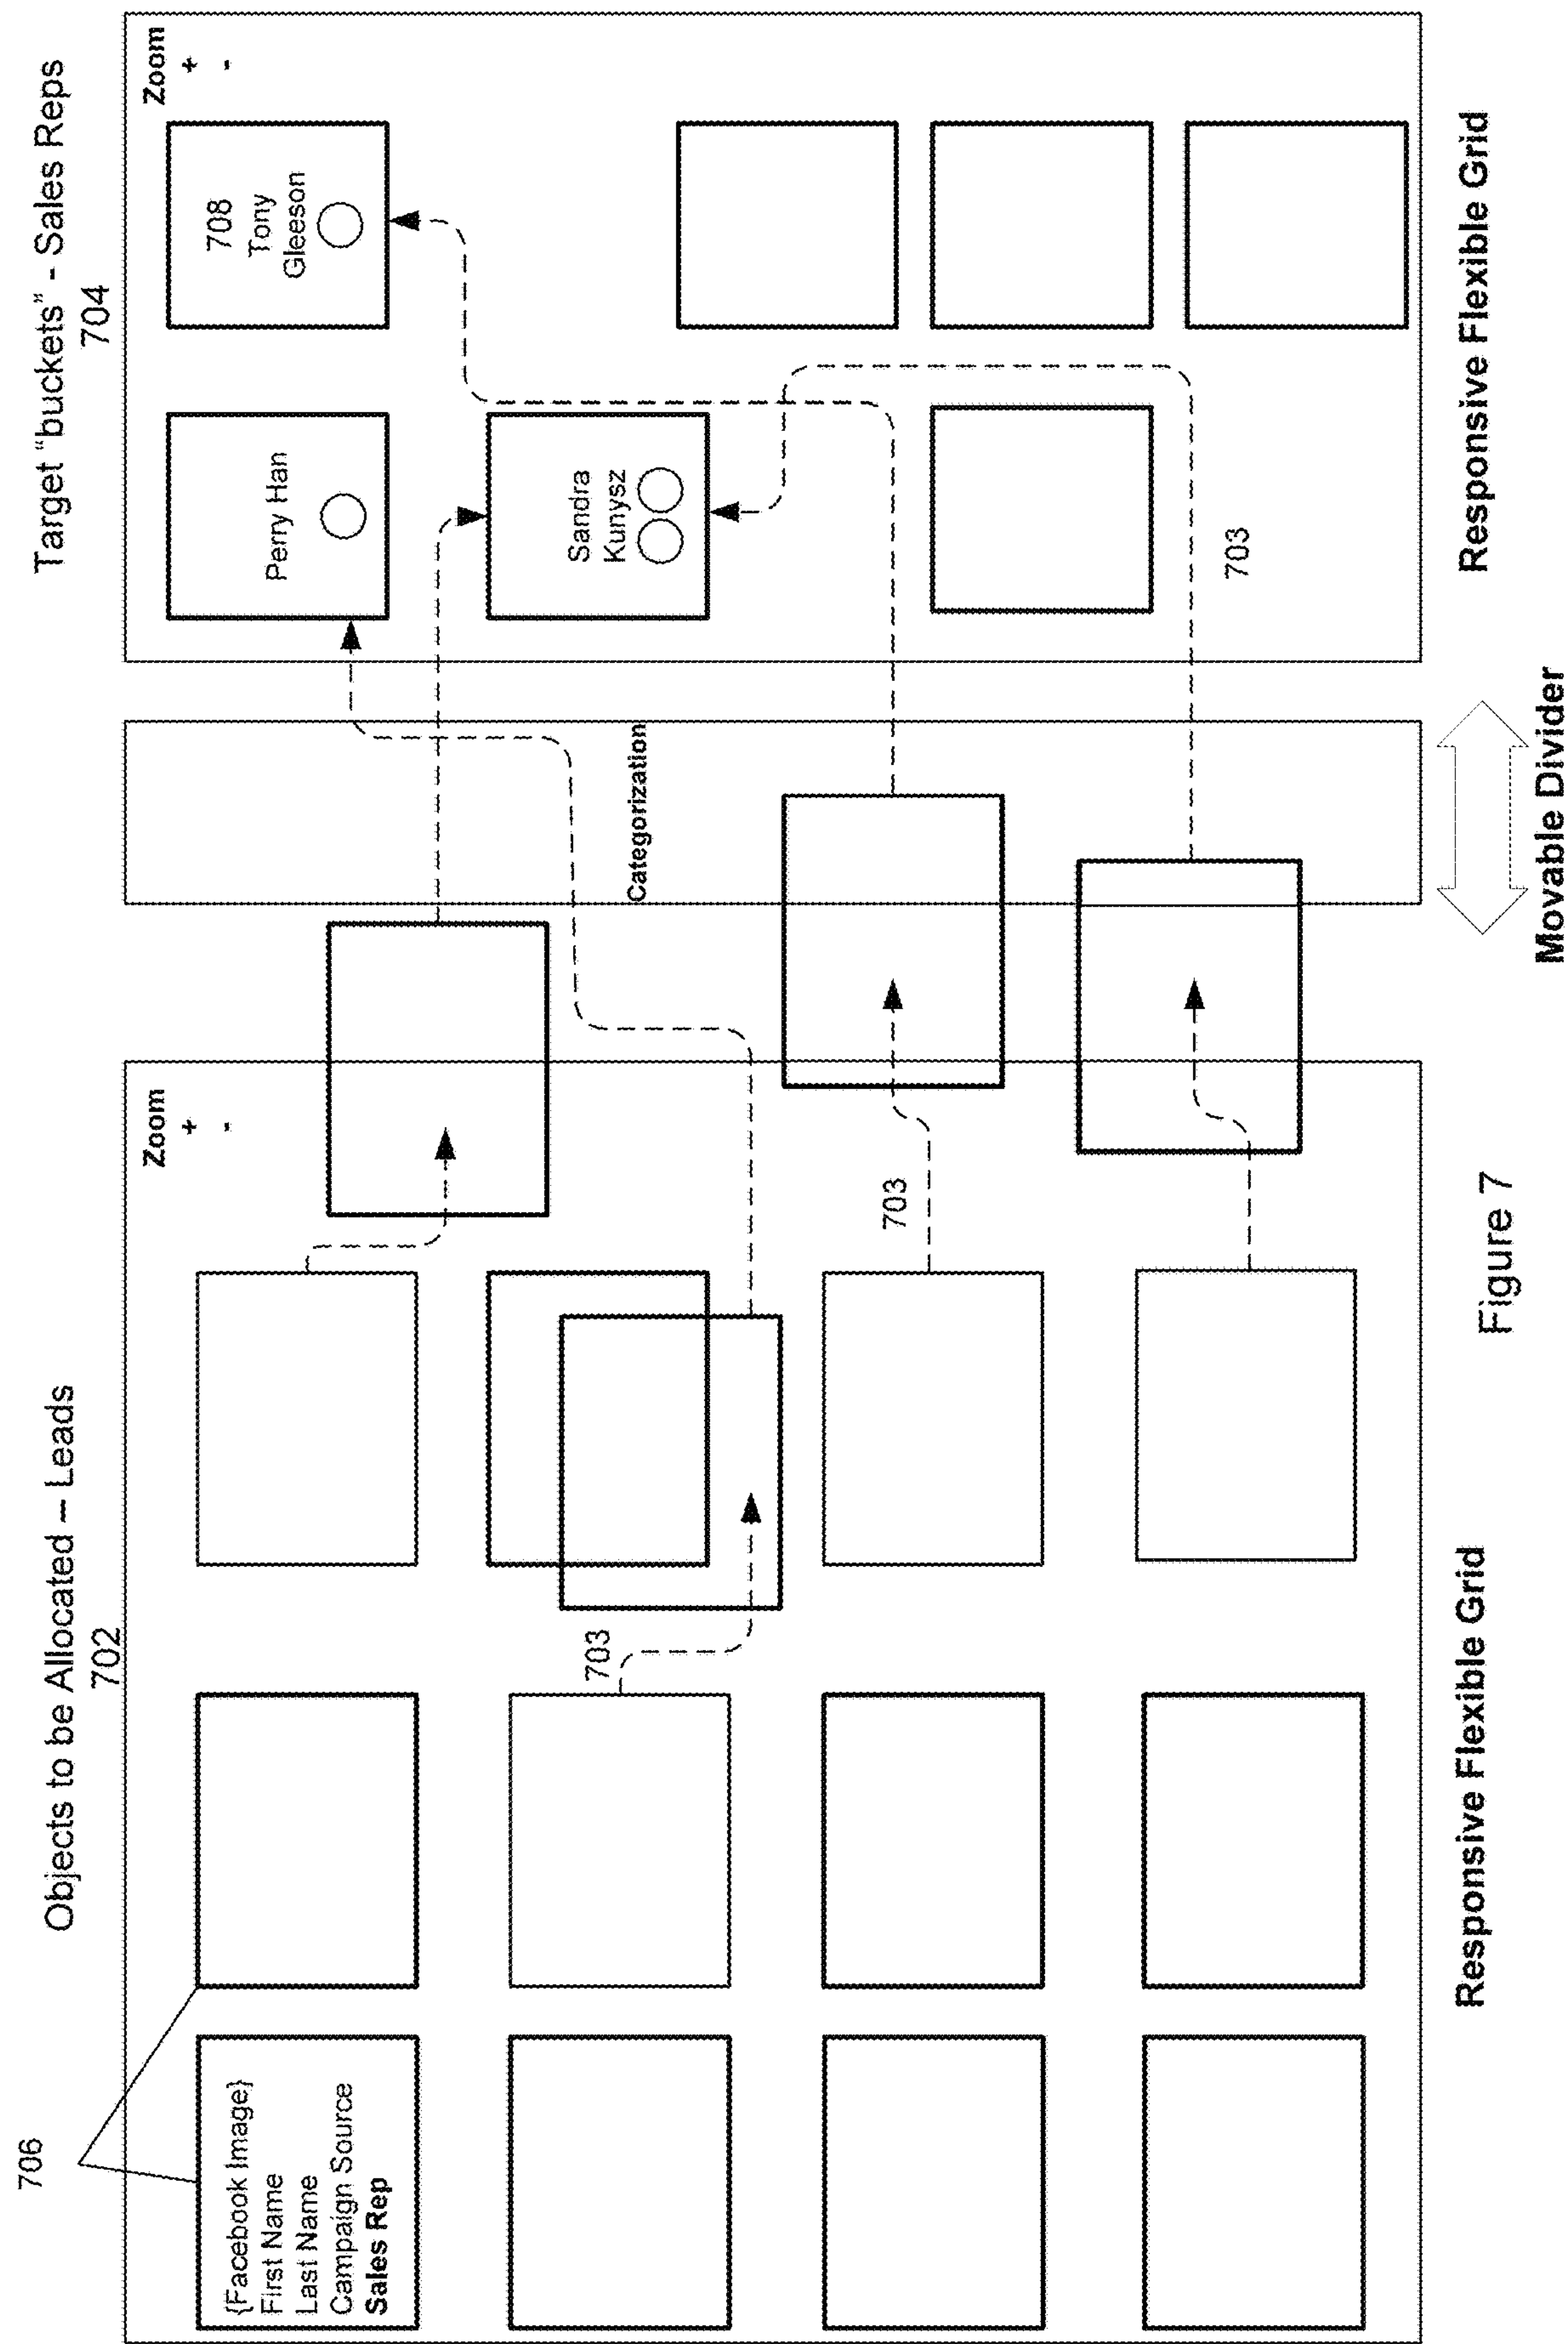 Objects to be Allocated – Leads
702
Target "buckets" - Sales Reps
704
706
{Facebook Image}
First Name
Last Name
Campaign Source
Sales Rep
Zoom
+
-
703
703
Categorization
Zoom
+
-
Perry Han
708
Tony
Gleeson
Sandra
Kunysz
703
Responsive Flexible Grid
Movable Divider
Responsive Flexible Grid
Figure 7